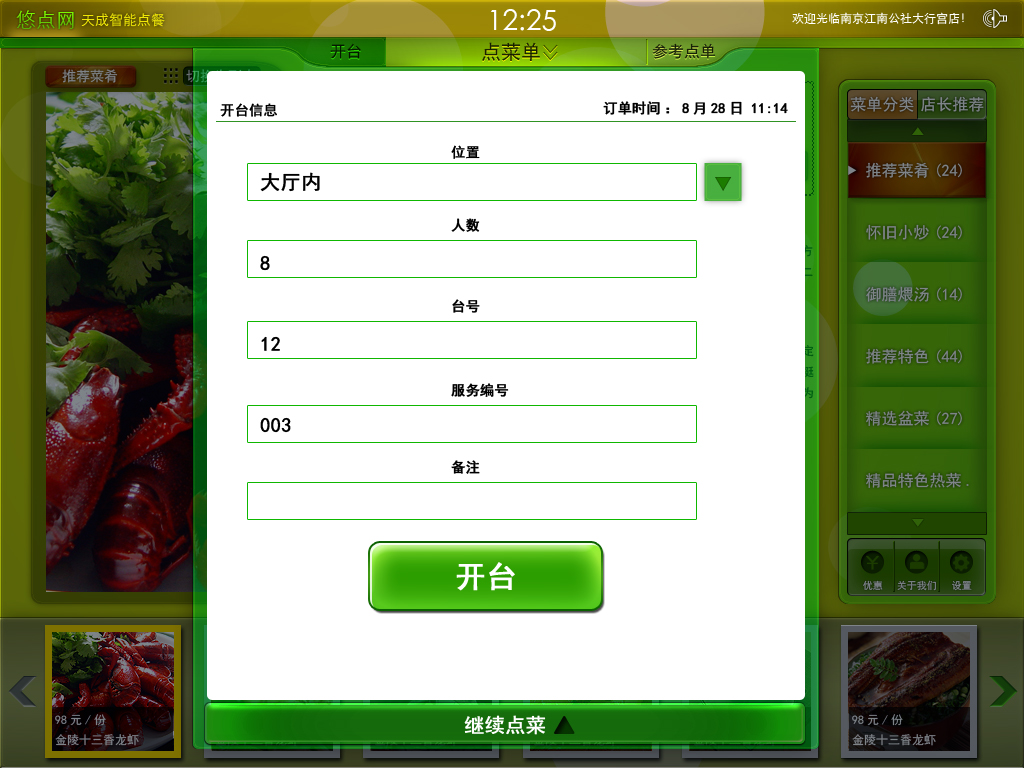 悠点网 天成智能点餐
12:25
欢迎光临南京江南公社大行宫店！
开台
点菜单
参考点单
推荐菜肴
切换
开台信息
订单时间： 8 月 28 日 11:14
位置
大厅内
人数
8
台号
12
服务编号
003
备注
开台
继续点菜
菜单分类 店长推荐
推荐菜肴 (24)
怀旧小炒 (24)
御膳煨汤 (14)
推荐特色 (44)
精选盆菜 (27)
精品特色热菜 .
优惠 关于我们 设置
98 元 / 份
金陵十三香龙虾
98 元 / 份
金陵十三香龙虾